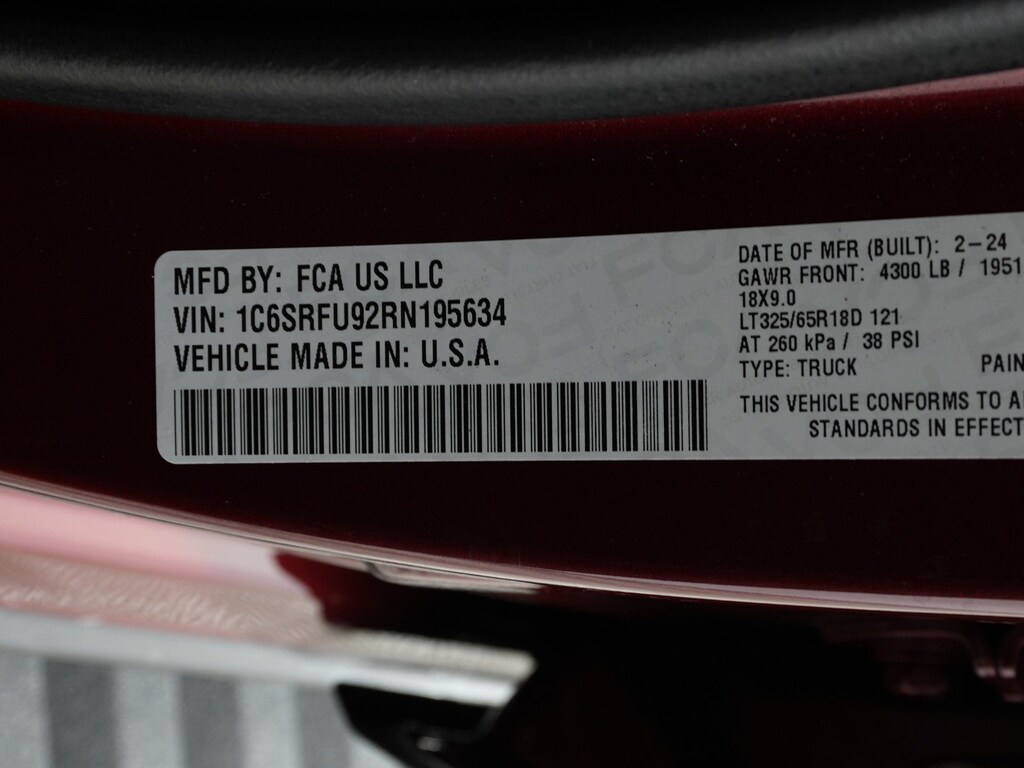 MFD BY: FCA US LLC
VIN: 1C6SRFU92RN195634
VEHICLE MADE IN: U.S.A.
DATE OF MFR (BUILT): 2-24
GAWR FRONT: 4300 LB / 1951
18X9.0
LT325/65R18D 121
AT 260 kPa / 38 PSI
TYPE: TRUCK PAIN
THIS VEHICLE CONFORMS TO A
STANDARDS IN EFFECT